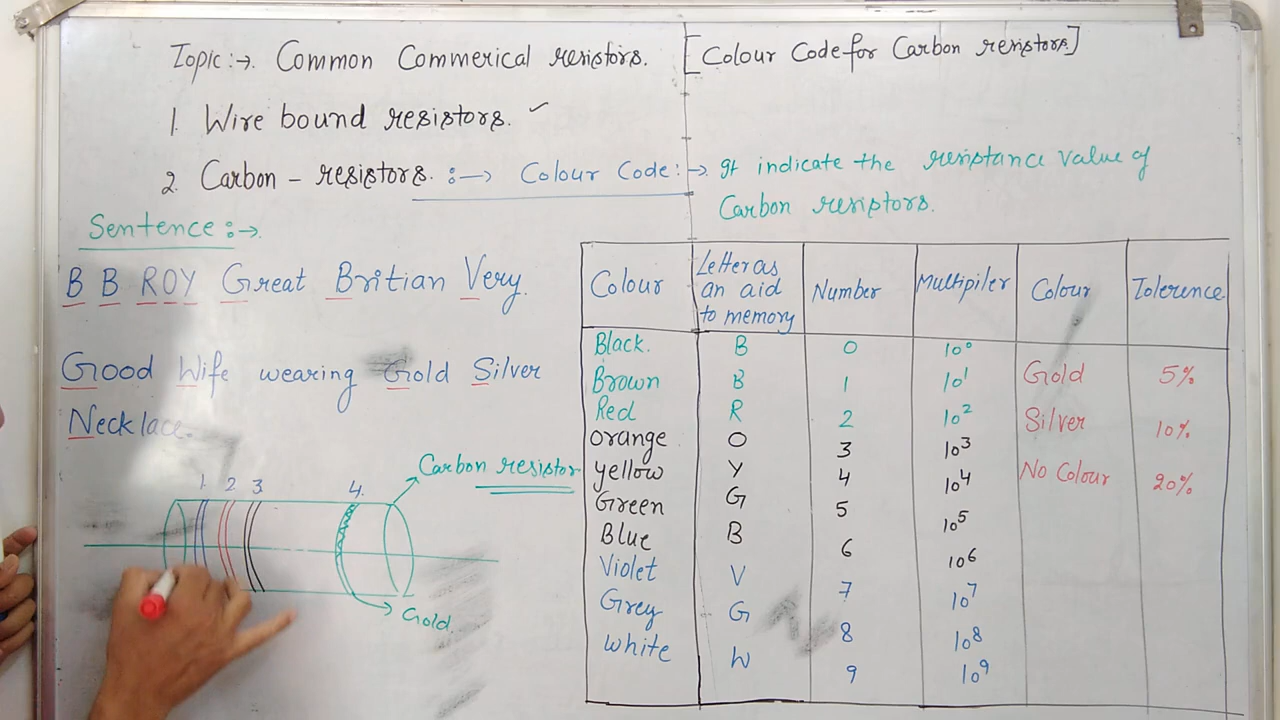 Topic:→. Common Commerical resistors. [Colour Code for Carbon resistors.]
1. Wire bound resistors. ✓
2. Carbon - resistors. :→ Colour Code:→ It indicate the resistance value of
Carbon resistors.
Sentence:→.
B B ROY Great Britian Very
Good Wife wearing Gold Silver
Necklace.
1. 2. 3. 4.
Carbon resistor
Gold
Colour | Letter as an aid to memory | Number | Multipiler | Colour | Tolerence
Black. B 0 10⁰
Brown B 1 10¹ Gold 5%
Red R 2 10² Silver 10%
orange O 3 10³
yellow Y 4 10⁴ No Colour 20%
Green G 5 10⁵
Blue B 6 10⁶
Violet V 7 10⁷
Grey G 8 10⁸
White W 9 10⁹